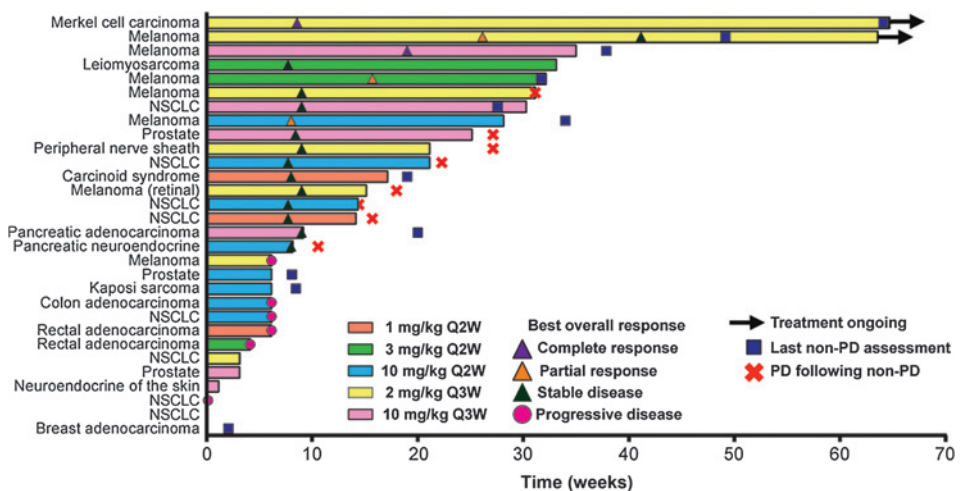 Merkel cell carcinoma
Melanoma
Melanoma
Leiomyosarcoma
Melanoma
Melanoma
NSCLC
Melanoma
Prostate
Peripheral nerve sheath
NSCLC
Carcinoid syndrome
Melanoma (retinal)
NSCLC
NSCLC
Pancreatic adenocarcinoma
Pancreatic neuroendocrine
Melanoma
Prostate
Kaposi sarcoma
Colon adenocarcinoma
NSCLC
Rectal adenocarcinoma
Rectal adenocarcinoma
NSCLC
Prostate
Neuroendocrine of the skin
NSCLC
NSCLC
Breast adenocarcinoma
1 mg/kg Q2W
3 mg/kg Q2W
10 mg/kg Q2W
2 mg/kg Q3W
10 mg/kg Q3W
Best overall response
Complete response
Partial response
Stable disease
Progressive disease
Treatment ongoing
Last non-PD assessment
PD following non-PD
0 10 20 30 40 50 60 70
Time (weeks)